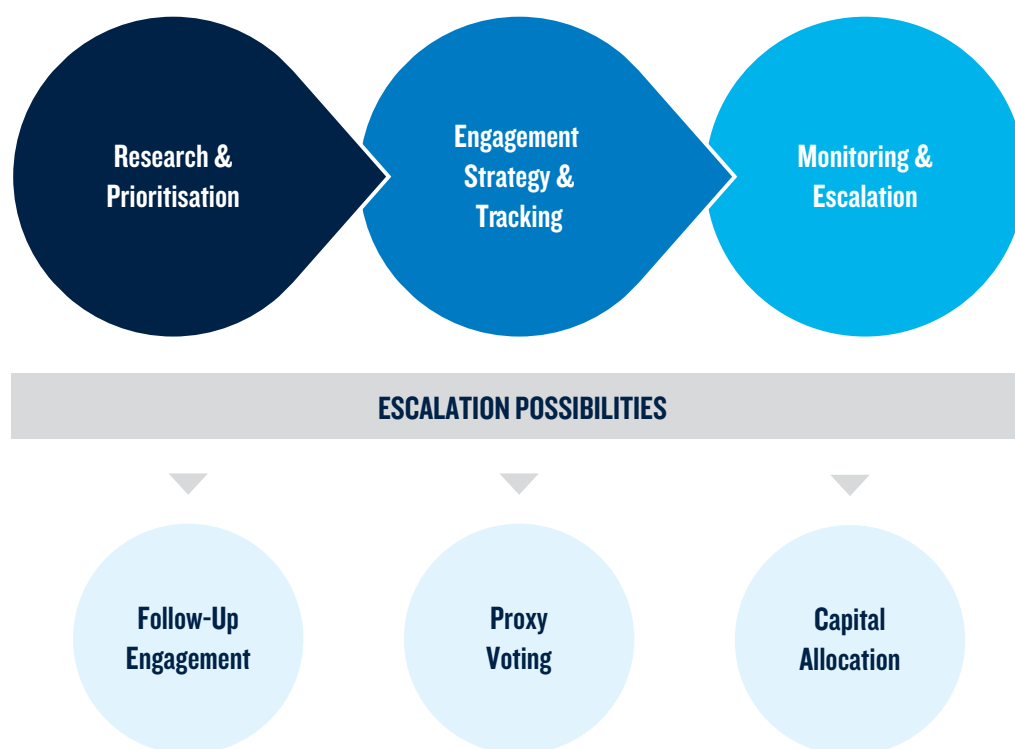 Research &
Prioritisation
Engagement
Strategy &
Tracking
Monitoring &
Escalation
ESCALATION POSSIBILITIES
Follow-Up
Engagement
Proxy
Voting
Capital
Allocation